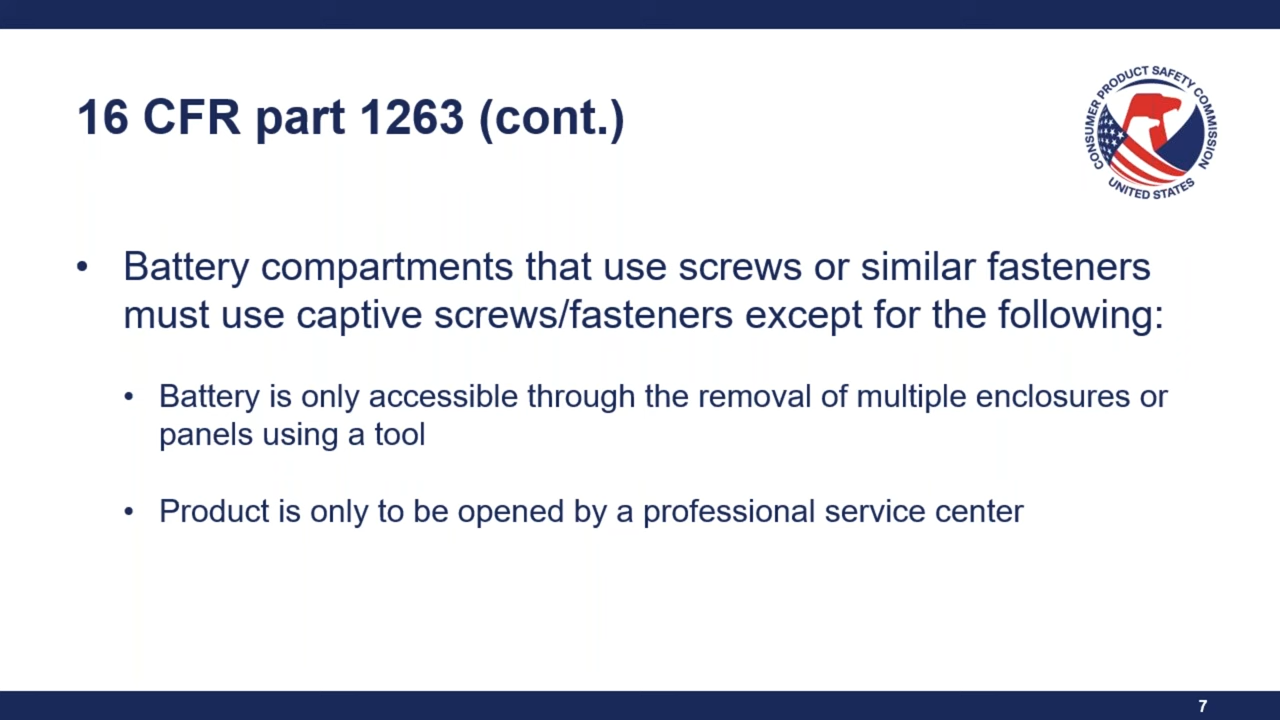 16 CFR part 1263 (cont.)
CONSUMER PRODUCT SAFETY COMMISSION
UNITED STATES
• Battery compartments that use screws or similar fasteners
must use captive screws/fasteners except for the following:
• Battery is only accessible through the removal of multiple enclosures or
panels using a tool
• Product is only to be opened by a professional service center
7